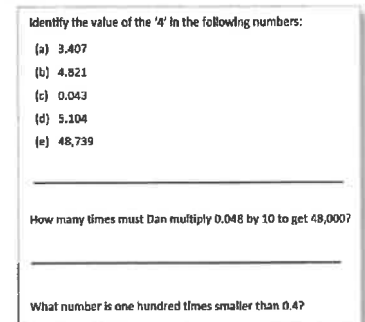 Identify the value of the '4' in the following numbers:
(a) 3.407
(b) 4.821
(c) 0.043
(d) 5.104
(e) 48,739
How many times must Dan multiply 0.048 by 10 to get 48,000?
What number is one hundred times smaller than 0.4?